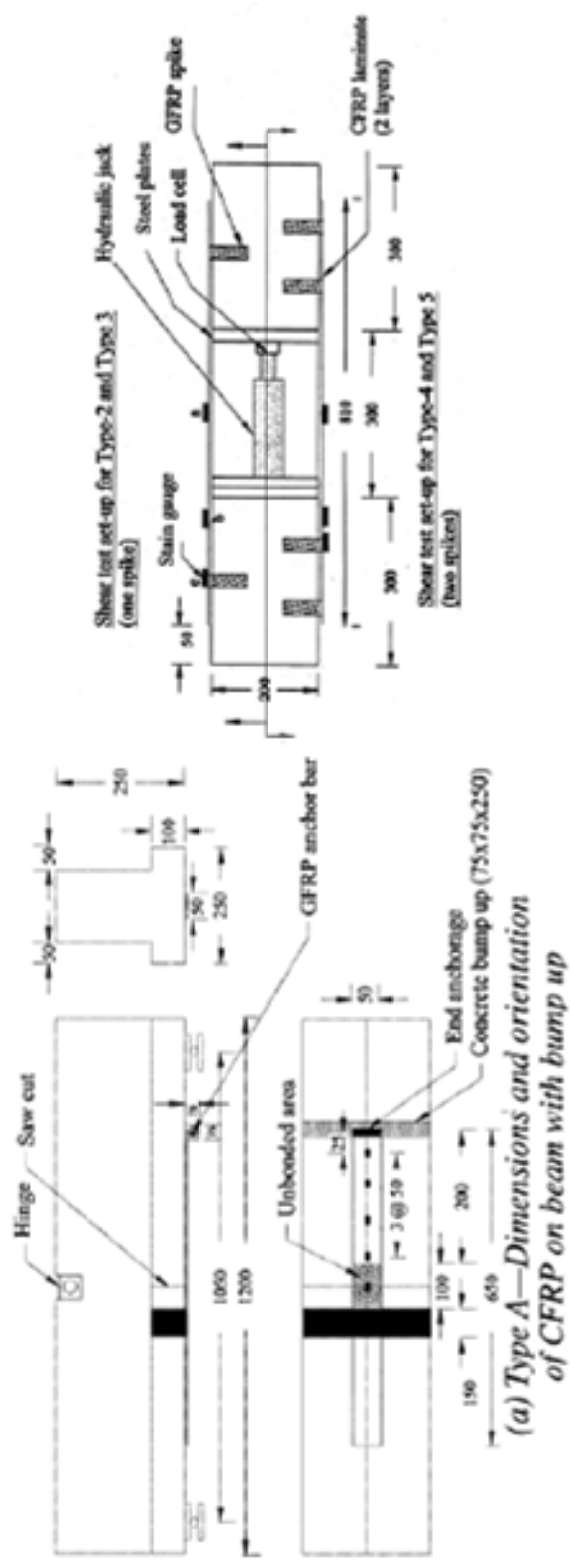 Hinge
Saw cut
50
50
250
100
50
250
GFRP anchor bar
1060
1200
Unbonded area
25
50
3 @ 50
End anchorage
Concrete bump up (75x75x250)
150
100
200
650
(a) Type A—Dimensions and orientation
of CFRP on beam with bump up
Shear test set-up for Type-2 and Type 3
(one spike)
Hydraulic jack
Steel plates
Load cell
GFRP spike
Stain gauge
50
200
a
b
CFRP laminate
(2 layers)
810
300
300
300
Shear test set-up for Type-4 and Type 5
(two spikes)